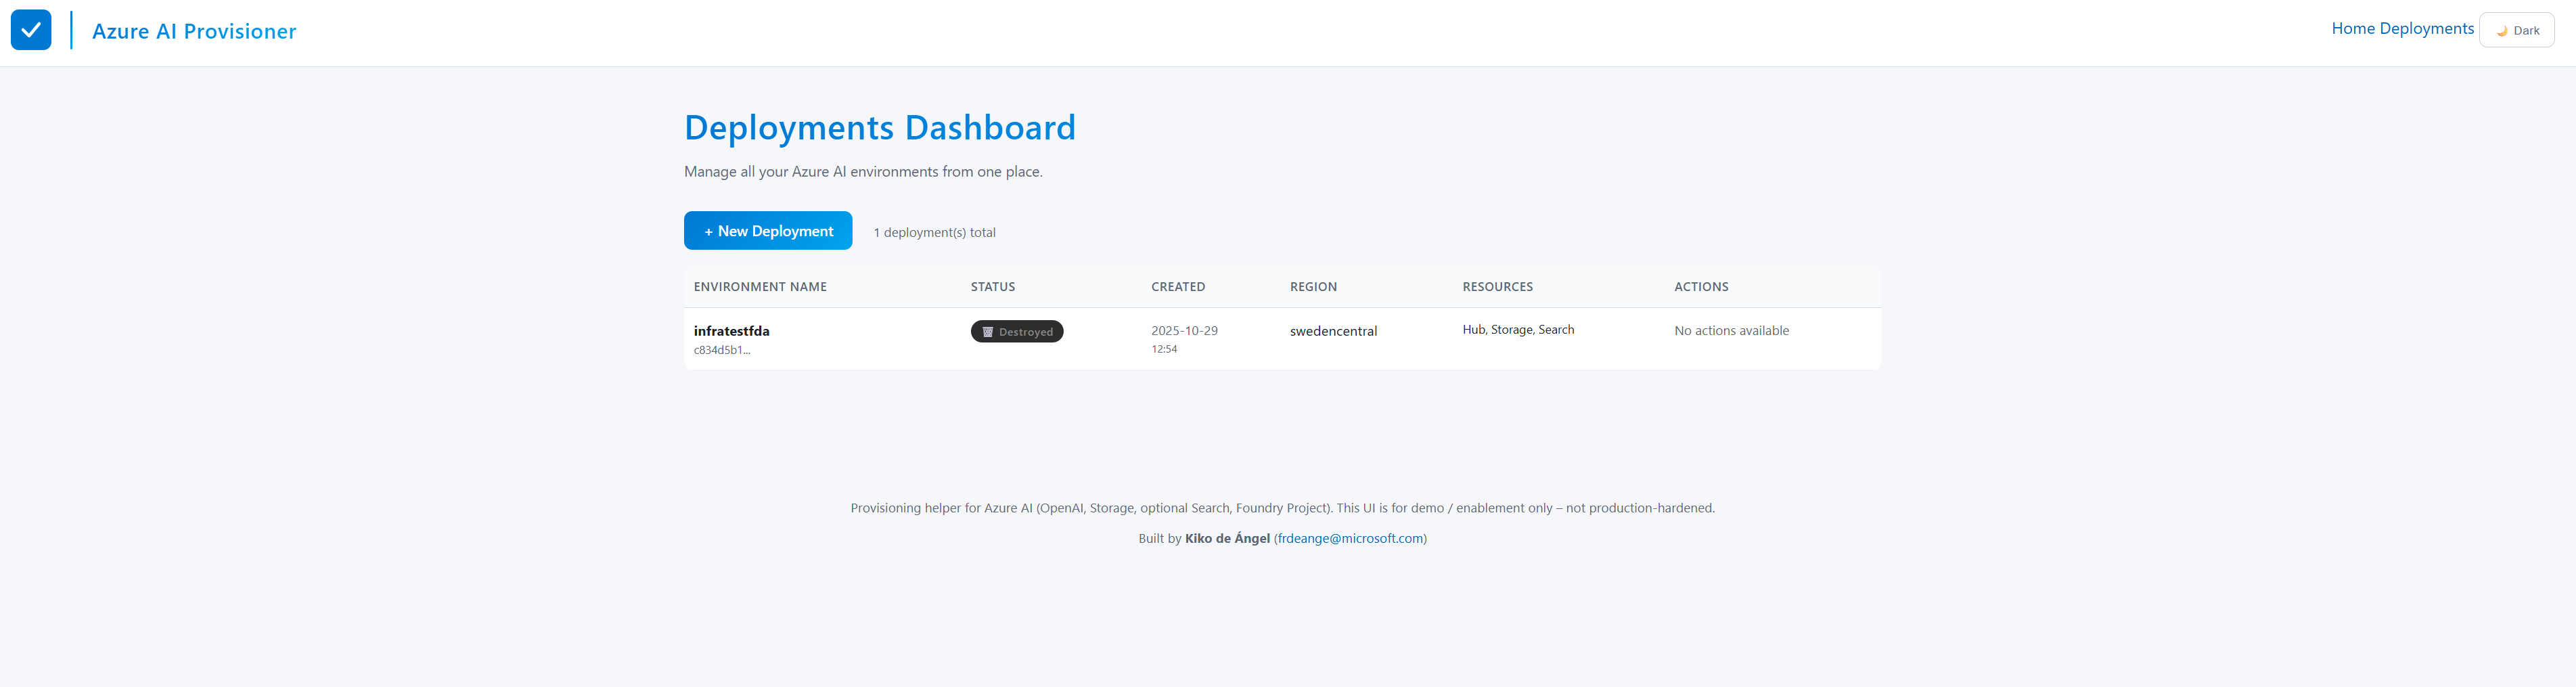 Azure AI Provisioner
Home Deployments 🌙 Dark
Deployments Dashboard
Manage all your Azure AI environments from one place.
+ New Deployment 1 deployment(s) total
ENVIRONMENT NAME STATUS CREATED REGION RESOURCES ACTIONS
infratestfda 🗑 Destroyed 2025-10-29 swedencentral Hub, Storage, Search No actions available
c834d5b1... 12:54
Provisioning helper for Azure AI (OpenAI, Storage, optional Search, Foundry Project). This UI is for demo / enablement only – not production-hardened.
Built by Kiko de Ángel (frdeange@microsoft.com)